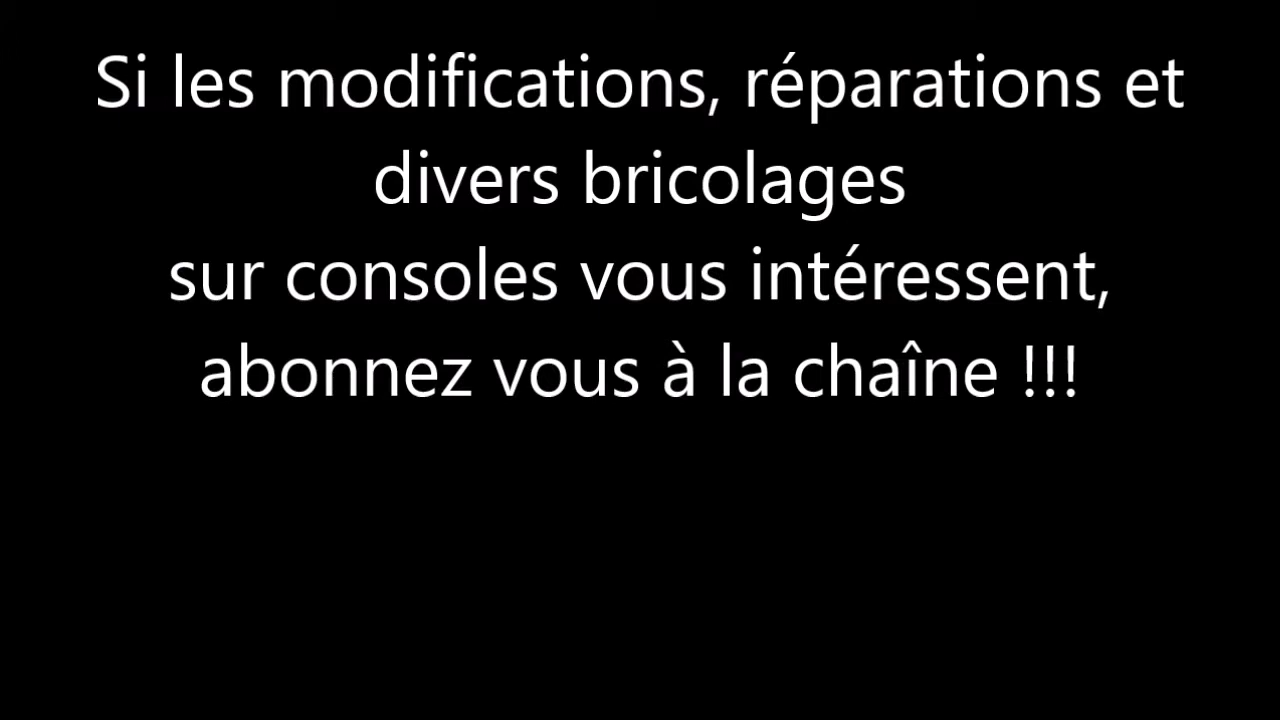 Si les modifications, réparations et
divers bricolages
sur consoles vous intéressent,
abonnez vous à la chaîne !!!